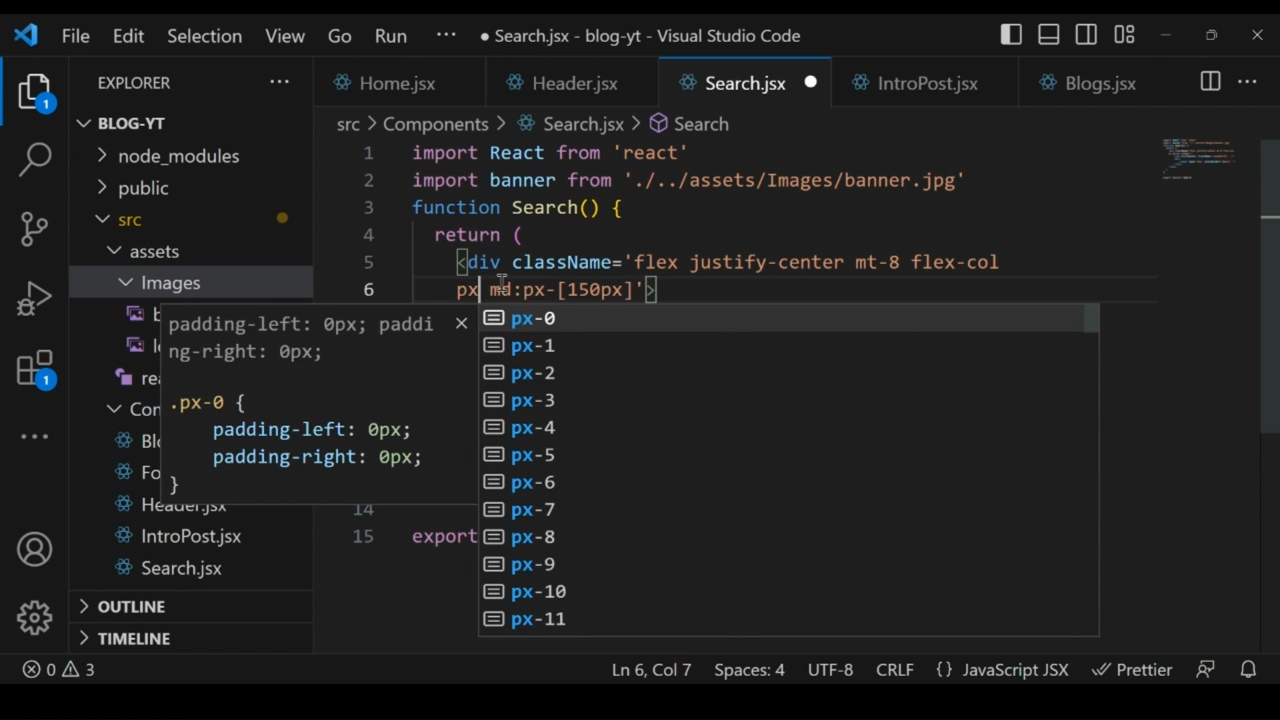 File Edit Selection View Go Run ··· ● Search.jsx - blog-yt - Visual Studio Code
EXPLORER ···
Home.jsx Header.jsx Search.jsx ● IntroPost.jsx Blogs.jsx ···
1
BLOG-YT
node_modules
public
src
assets
Images
b
l
rea
Con
Blo
Fo
Header.jsx
IntroPost.jsx
Search.jsx
OUTLINE
TIMELINE
1
src > Components > Search.jsx > Search
1 import React from 'react'
2 import banner from './../assets/Images/banner.jpg'
3 function Search() {
4 return (
5 <div className='flex justify-center mt-8 flex-col
6 px md:px-[150px]'>
14
15 export
padding-left: 0px; paddi
ng-right: 0px;
.px-0 {
padding-left: 0px;
padding-right: 0px;
}
px-0
px-1
px-2
px-3
px-4
px-5
px-6
px-7
px-8
px-9
px-10
px-11
0 3 Ln 6, Col 7 Spaces: 4 UTF-8 CRLF {} JavaScript JSX Prettier